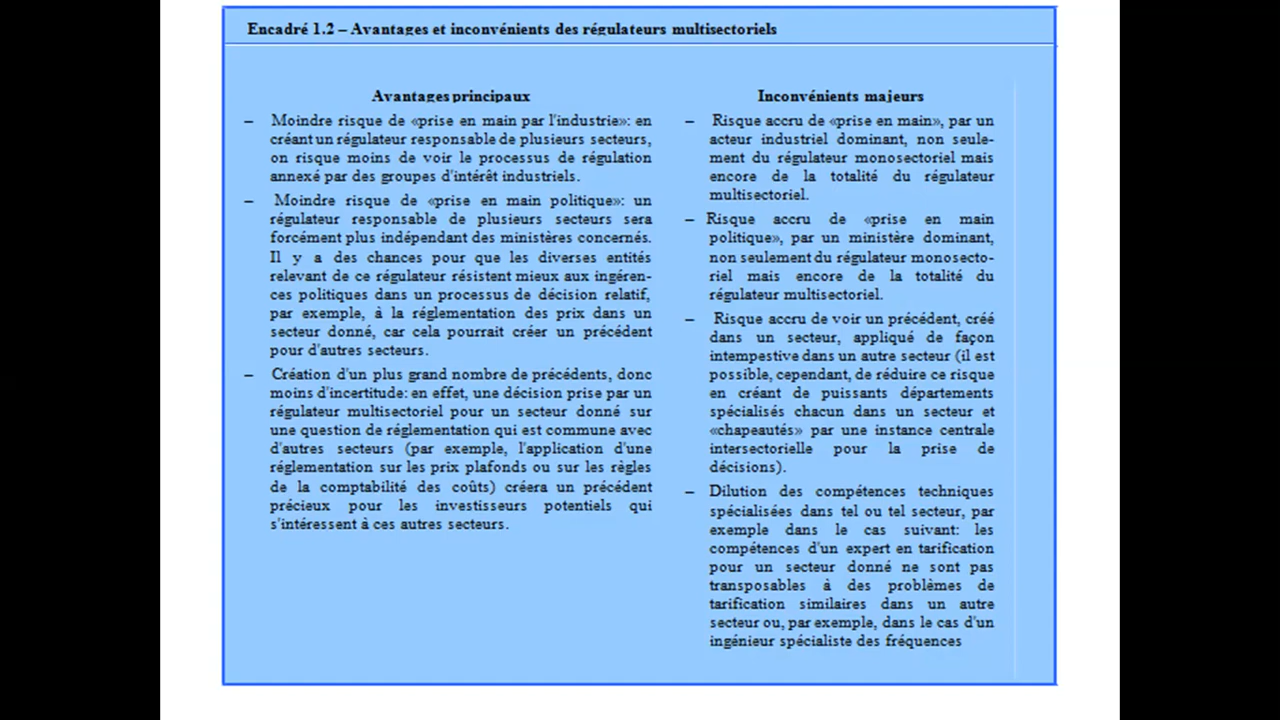 Encadré 1.2 – Avantages et inconvénients des régulateurs multisectoriels
Avantages principaux
– Moindre risque de «prise en main par l'industrie»: en
créant un régulateur responsable de plusieurs secteurs,
on risque moins de voir le processus de régulation
annexé par des groupes d'intérêt industriels.
– Moindre risque de «prise en main politique»: un
régulateur responsable de plusieurs secteurs sera
forcément plus indépendant des ministères concernés.
Il y a des chances pour que les diverses entités
relevant de ce régulateur résistent mieux aux ingéren-
ces politiques dans un processus de décision relatif,
par exemple, à la réglementation des prix dans un
secteur donné, car cela pourrait créer un précédent
pour d'autres secteurs.
– Création d'un plus grand nombre de précédents, donc
moins d'incertitude: en effet, une décision prise par un
régulateur multisectoriel pour un secteur donné sur
une question de réglementation qui est commune avec
d'autres secteurs (par exemple, l'application d'une
réglementation sur les prix plafonds ou sur les règles
de la comptabilité des coûts) créera un précédent
précieux pour les investisseurs potentiels qui
s'intéressent à ces autres secteurs.
Inconvénients majeurs
– Risque accru de «prise en main», par un
acteur industriel dominant, non seule-
ment du régulateur monosectoriel mais
encore de la totalité du régulateur
multisectoriel.
– Risque accru de «prise en main
politique», par un ministère dominant,
non seulement du régulateur monosecto-
riel mais encore de la totalité du
régulateur multisectoriel.
– Risque accru de voir un précédent, créé
dans un secteur, appliqué de façon
intempestive dans un autre secteur (il est
possible, cependant, de réduire ce risque
en créant de puissants départements
spécialisés chacun dans un secteur et
«chapeautés» par une instance centrale
intersectorielle pour la prise de
décisions).
– Dilution des compétences techniques
spécialisées dans tel ou tel secteur, par
exemple dans le cas suivant: les
compétences d'un expert en tarification
pour un secteur donné ne sont pas
transposables à des problèmes de
tarification similaires dans un autre
secteur ou, par exemple, dans le cas d'un
ingénieur spécialiste des fréquences